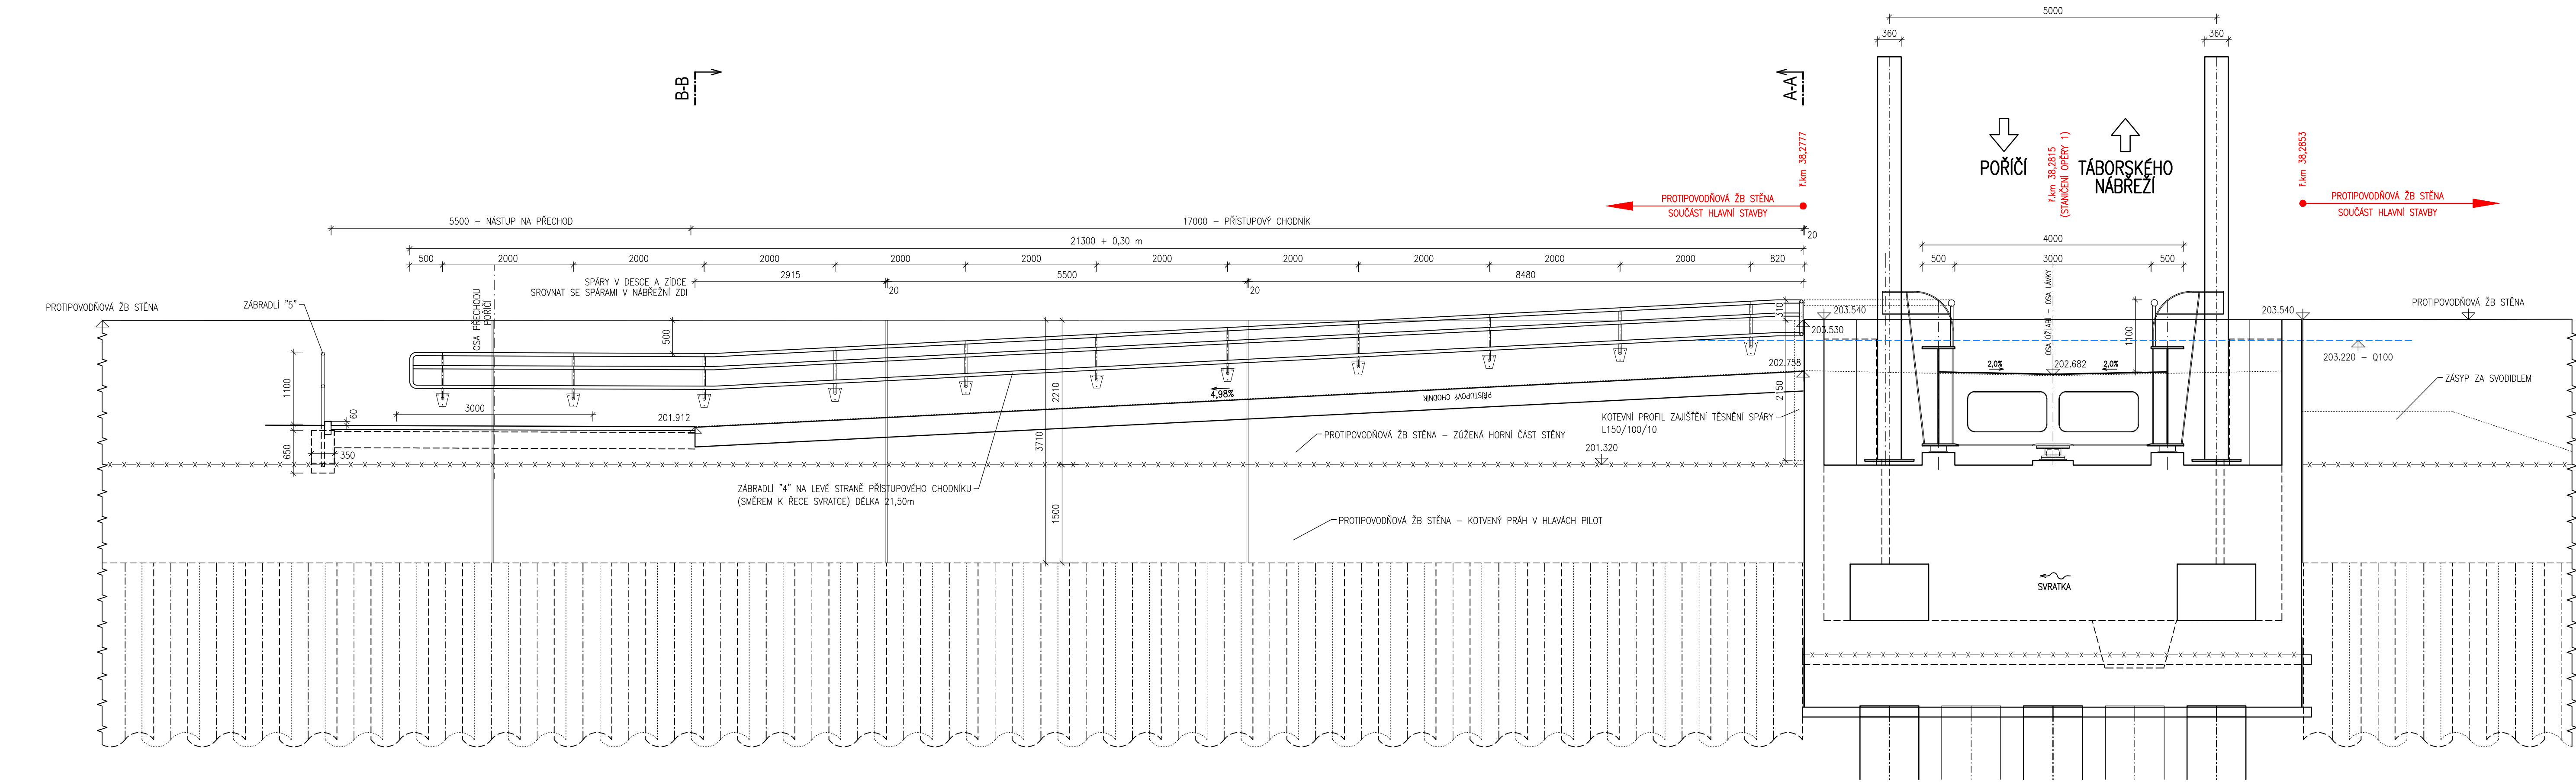 5000
360
360
B-B
A-A'
ř.km 38,2777
POŘÍČÍ
ř.km 38,2815
(STANIČENÍ OPĚRY 1)
TÁBORSKÉHO
NÁBŘEŽÍ
ř.km 38,2853
PROTIPOVODŇOVÁ ŽB STĚNA
SOUČÁST HLAVNÍ STAVBY
PROTIPOVODŇOVÁ ŽB STĚNA
SOUČÁST HLAVNÍ STAVBY
5500 – NÁSTUP NA PŘECHOD
17000 – PŘÍSTUPOVÝ CHODNÍK
20
21300 + 0,30 m
4000
500
2000
2000
2000
2000
2000
2000
2000
2000
2000
2000
820
500
3000
500
SPÁRY V DESCE A ZÍDCE
SROVNAT SE SPÁRAMI V NÁBŘEŽNÍ ZDI
2915
20
5500
20
8480
PROTIPOVODŇOVÁ ŽB STĚNA
ZÁBRADLÍ "5"
OSA PŘECHODU
POŘÍČÍ
500
310
203.540
203.530
OSA ÚŽLABÍ – OSA LÁVKY
1100
203.540
PROTIPOVODŇOVÁ ŽB STĚNA
203.220 – Q100
202.758
2,0%
202.682
2,0%
ZÁSYP ZA SVODIDLEM
1100
3000
60
201.912
4,98%
PŘÍSTUPOVÝ CHODNÍK
2210
2150
3710
KOTEVNÍ PROFIL ZAJIŠTĚNÍ TĚSNĚNÍ SPÁRY
L150/100/10
PROTIPOVODŇOVÁ ŽB STĚNA – ZÚŽENÁ HORNÍ ČÁST STĚNY
650
350
201.320
ZÁBRADLÍ "4" NA LEVÉ STRANĚ PŘÍSTUPOVÉHO CHODNÍKU
(SMĚREM K ŘECE SVRATCE) DÉLKA 21,50m
1500
PROTIPOVODŇOVÁ ŽB STĚNA – KOTVENÝ PRÁH V HLAVÁCH PILOT
SVRATKA